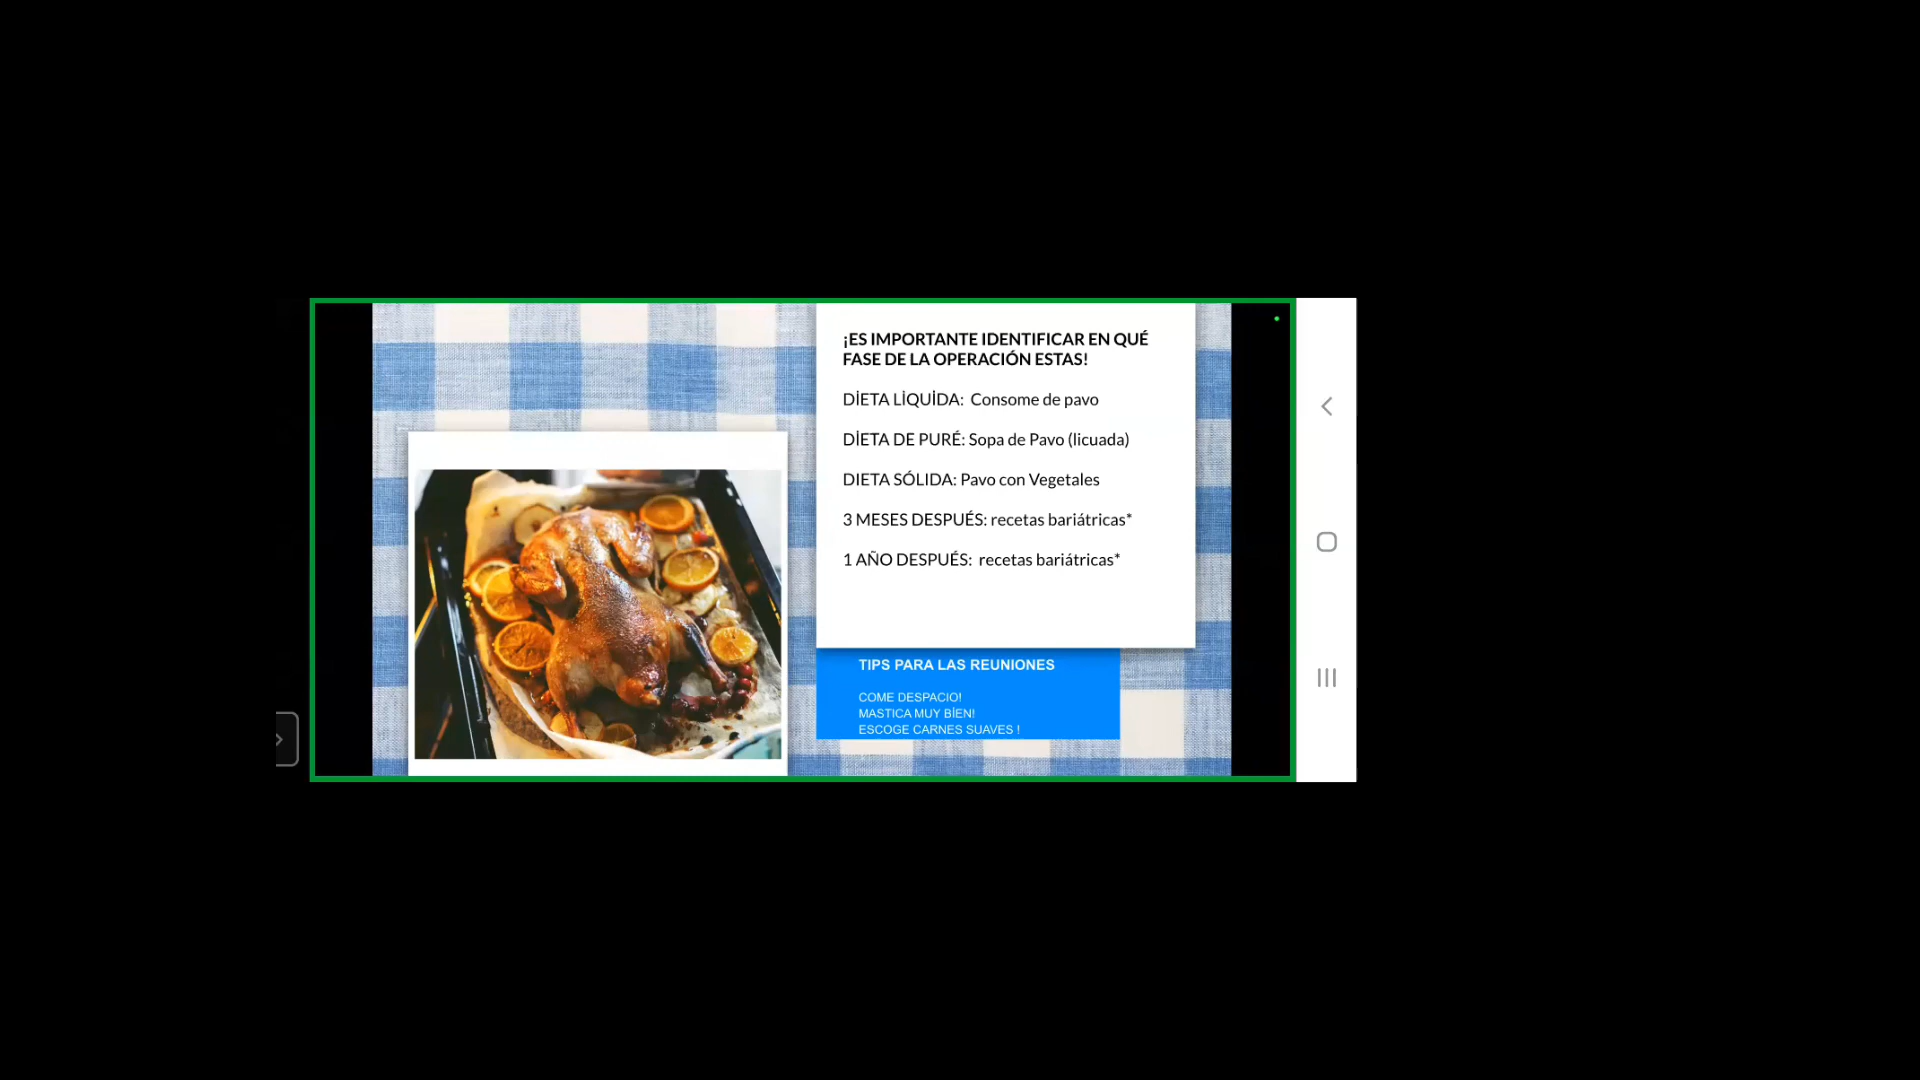 ¡ES IMPORTANTE IDENTIFICAR EN QUÉ
FASE DE LA OPERACIÓN ESTAS!
DİETA LİQUİDA: Consome de pavo
DİETA DE PURÉ: Sopa de Pavo (licuada)
DIETA SÓLIDA: Pavo con Vegetales
3 MESES DESPUÉS: recetas bariátricas*
1 AÑO DESPUÉS: recetas bariátricas*
TIPS PARA LAS REUNIONES
COME DESPACIO!
MASTICA MUY BİEN!
ESCOGE CARNES SUAVES !